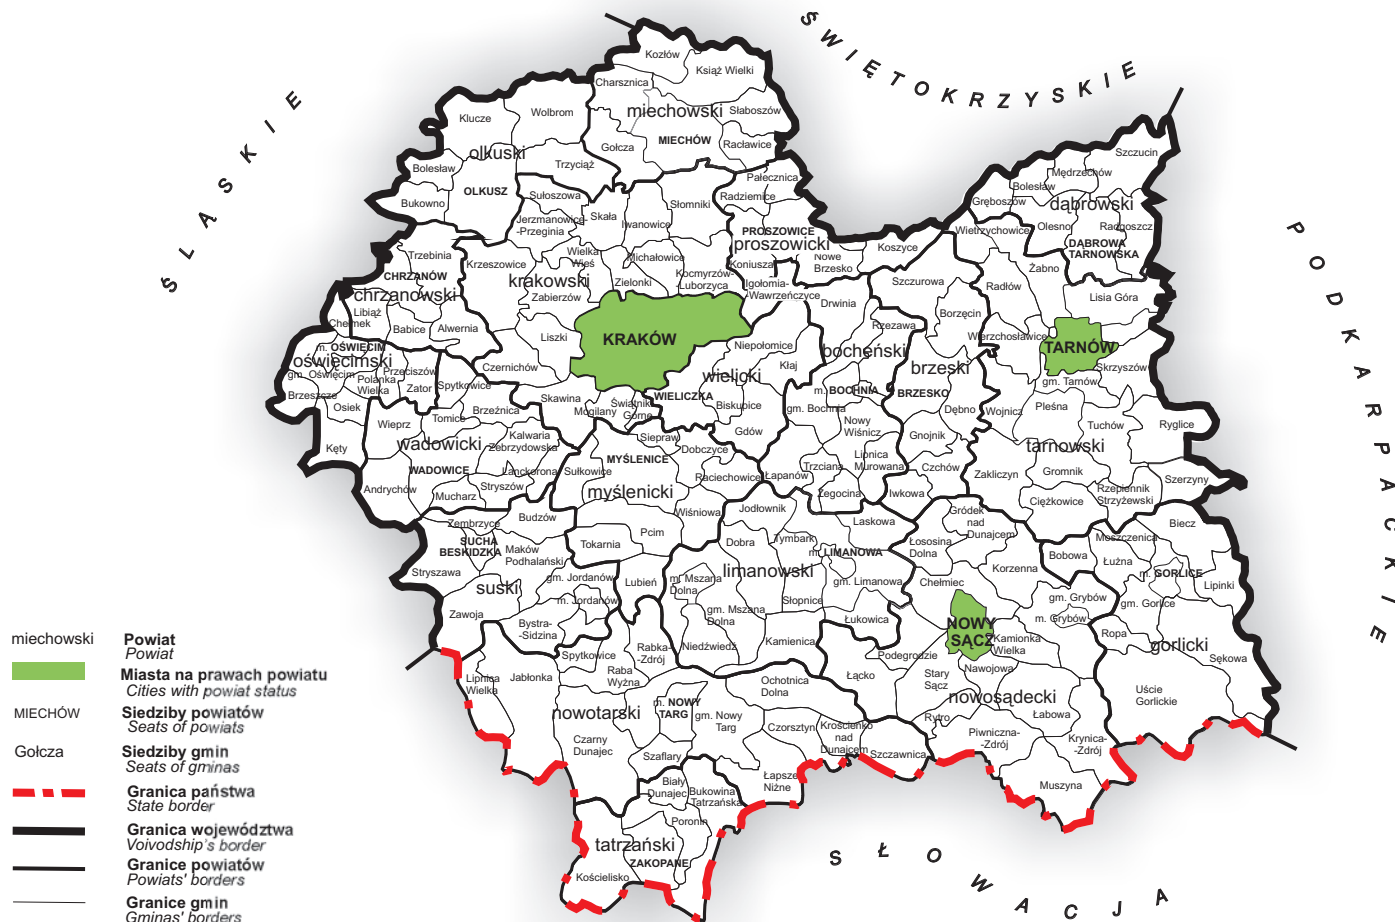 ŚWIĘTOKRZYSKIE
ŚLĄSKIE
PODKARPACKIE
SŁOWACJA
Kozłów
Książ Wielki
Charsznica
miechowski
Słaboszów
MIECHÓW
Racławice
Gołcza
Klucze
Wolbrom
olkuski
Trzyciąż
Bolesław
OLKUSZ
Bukowno
Pałecznica
Radziemice
PROSZOWICE
proszowicki
Koniusza
Nowe
Brzesko
Koszyce
Sułoszowa
Jerzmanowice-
-Przeginia
Skała
Iwanowice
Słomniki
Krzeszowice
Wielka
Wieś
Michałowice
krakowski
Zabierzów
Zielonki
Kocmyrzów-
-Luborzyca
Igołomia-
-Wawrzeńczyce
Liszki
KRAKÓW
Czernichów
Skawina
Mogilany
Świątniki
Górne
Trzebinia
CHRZANÓW
chrzanowski
Libiąż
Babice
Alwernia
Chełmek
m. OŚWIĘCIM
oświęcimski
gm. Oświęcim
Przeciszów
Polanka
Wielka
Zator
Brzeszcze
Osiek
Kęty
Spytkowice
Brzeźnica
Tomice
Wieprz
wadowicki
Kalwaria
Zebrzydowska
WADOWICE
Lanckorona
Andrychów
Mucharz
Stryszów
Niepołomice
Kłaj
wielicki
WIELICZKA
Biskupice
Gdów
Drwinia
Rzezawa
bocheński
m. BOCHNIA
gm. Bochnia
Nowy
Wiśnicz
Lipnica
Murowana
Trzciana
Łapanów
Żegocina
Szczurowa
Borzęcin
brzeski
BRZESKO
Dębno
Gnojnik
Czchów
Iwkowa
Szczucin
Mędrzechów
Bolesław
Gręboszów
dąbrowski
Olesno
Radgoszcz
DĄBROWA
TARNOWSKA
Wietrzychowice
Żabno
Radłów
Lisia Góra
Wierzchosławice
TARNÓW
Skrzyszów
gm. Tarnów
Wojnicz
Pleśna
Tuchów
Ryglice
tarnowski
Zakliczyn
Gromnik
Szerzyny
Ciężkowice
Rzepiennik
Strzyżewski
Siepraw
MYŚLENICE
Dobczyce
Sułkowice
Raciechowice
myślenicki
Wiśniowa
Pcim
Tokarnia
Lubień
Zembrzyce
Budzów
SUCHA
BESKIDZKA
Maków
Podhalański
Stryszawa
gm. Jordanów
suski
m. Jordanów
Zawoja
Bystra-
-Sidzina
Jodłownik
Laskowa
Dobra
Tymbark
m. LIMANOWA
limanowski
m. Mszana
Dolna
gm. Limanowa
Słopnice
gm. Mszana
Dolna
Łukowica
Niedźwiedź
Kamienica
Gródek
nad
Dunajcem
Łososina
Dolna
Korzenna
Chełmiec
gm. Grybów
m. Grybów
NOWY
SĄCZ
Kamionka
Wielka
Podegrodzie
Nawojowa
Stary
Sącz
Łącko
nowosądecki
Rytro
Łabowa
Piwniczna-
-Zdrój
Krynica-
-Zdrój
Muszyna
Biecz
Moszczenica
Bobowa
Łużna
m. GORLICE
Lipinki
gm. Gorlice
Ropa
gorlicki
Sękowa
Uście
Gorlickie
Lipnica
Wielka
Jabłonka
Spytkowice
Raba
Wyżna
Rabka-
-Zdrój
nowotarski
m. NOWY
TARG
gm. Nowy
Targ
Ochotnica
Dolna
Czorsztyn
Krościenko
nad
Dunajcem
Szczawnica
Czarny
Dunajec
Szaflary
Łapsze
Niżne
Biały
Dunajec
Bukowina
Tatrzańska
Poronin
tatrzański
ZAKOPANE
Kościelisko
miechowski
Powiat
Powiat
Miasta na prawach powiatu
Cities with powiat status
MIECHÓW
Siedziby powiatów
Seats of powiats
Gołcza
Siedziby gmin
Seats of gminas
Granica państwa
State border
Granica województwa
Voivodship's border
Granice powiatów
Powiats' borders
Granice gmin
Gminas' borders